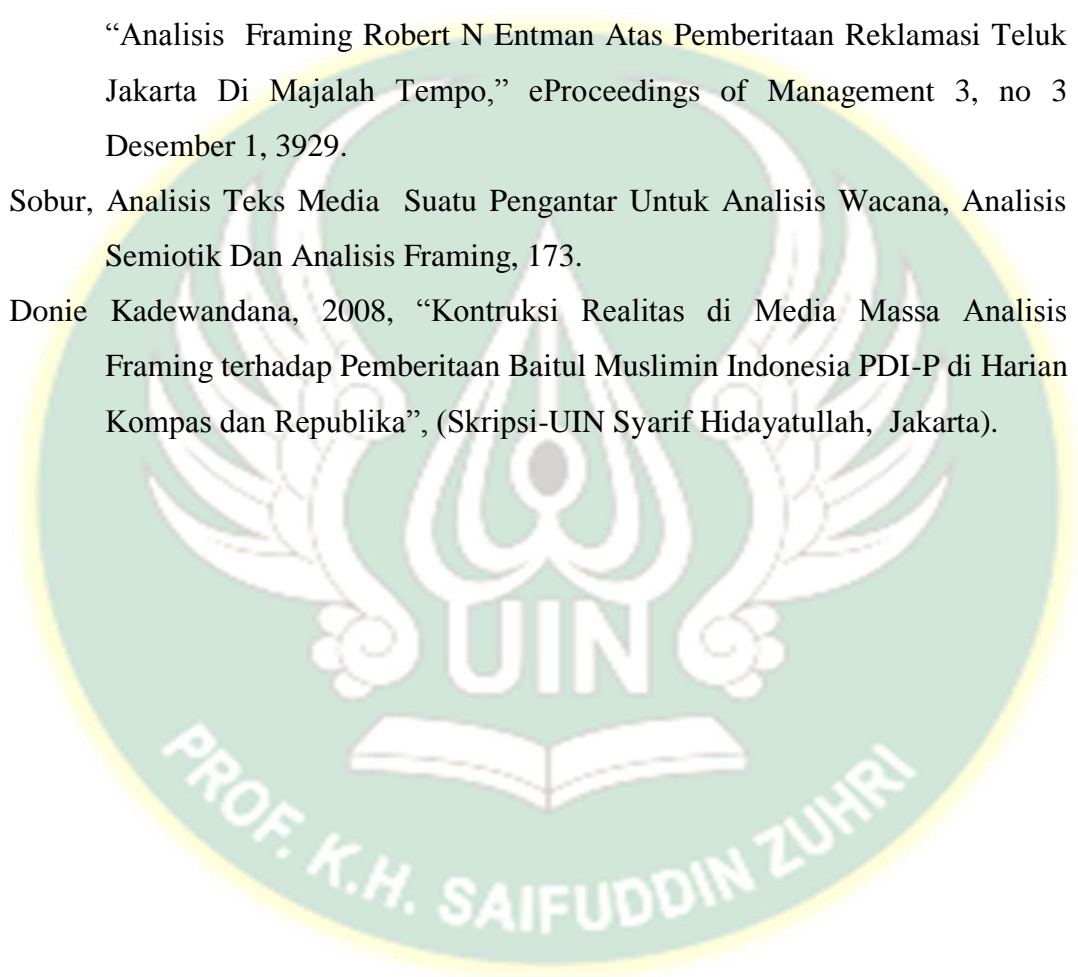 “Analisis Framing Robert N Entman Atas Pemberitaan Reklamasi Teluk
Jakarta Di Majalah Tempo,” eProceedings of Management 3, no 3
Desember 1, 3929.
Sobur, Analisis Teks Media Suatu Pengantar Untuk Analisis Wacana, Analisis
Semiotik Dan Analisis Framing, 173.
Donie Kadewandana, 2008, “Kontruksi Realitas di Media Massa Analisis
Framing terhadap Pemberitaan Baitul Muslimin Indonesia PDI-P di Harian
Kompas dan Republika”, (Skripsi-UIN Syarif Hidayatullah, Jakarta).
UIN
PROF. K.H. SAIFUDDIN ZUHRI